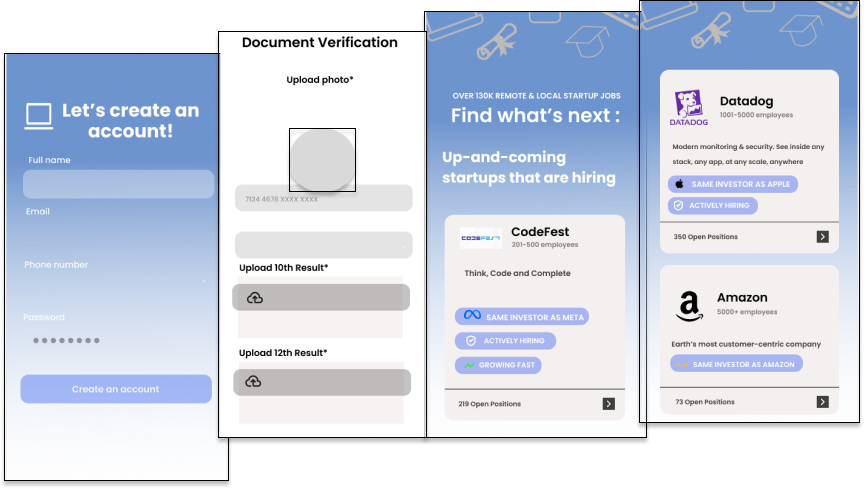 Let's create an
account!
Full name
Email
Phone number
Password
Create an account
Document Verification
Upload photo*
7134 4678 XXXX XXXX
Upload 10th Result*
Upload 12th Result*
OVER 130K REMOTE & LOCAL STARTUP JOBS
Find what's next :
Up-and-coming
startups that are hiring
CODEFEST
CodeFest
201-500 employees
Think, Code and Complete
SAME INVESTOR AS META
ACTIVELY HIRING
GROWING FAST
219 Open Positions
DATADOG
Datadog
1001-5000 employees
Modern monitoring & security. See inside any
stack, any app, at any scale, anywhere
SAME INVESTOR AS APPLE
ACTIVELY HIRING
350 Open Positions
a
Amazon
5000+ employees
Earth's most customer-centric company
SAME INVESTOR AS AMAZON
73 Open Positions